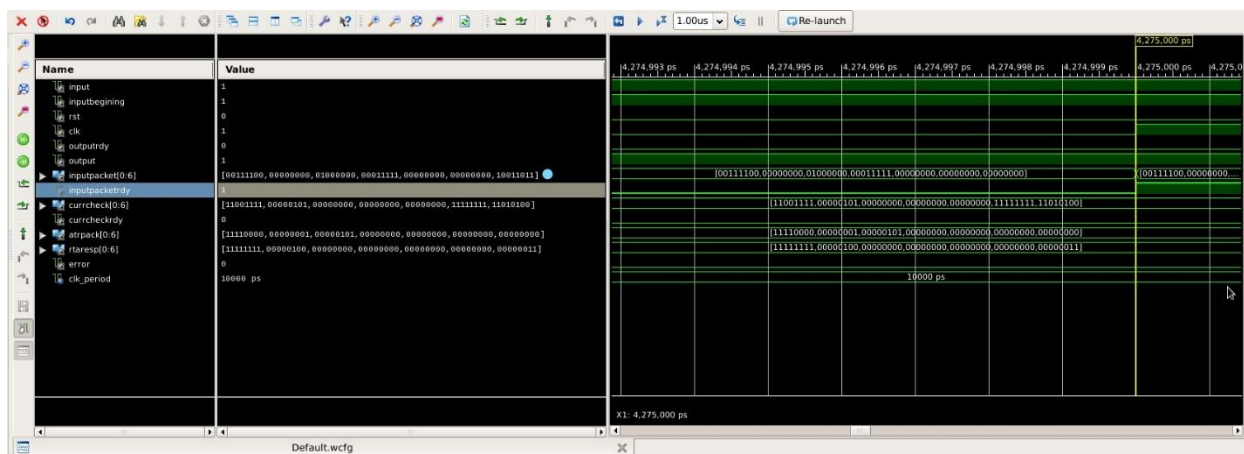 1.00us
Re-launch
4,275,000 ps
Name
Value
4,274,993 ps 4,274,994 ps 4,274,995 ps 4,274,996 ps 4,274,997 ps 4,274,998 ps 4,274,999 ps 4,275,000 ps 4,275,0
input 1
inputbegining 1
rst 0
clk 1
outputrdy 0
output 1
inputpacket[0:6] [00111100,00000000,01000000,00011111,00000000,00000000,10011011] [00111100,00000000,01000000,00011111,00000000,00000000,00000000] [00111100,00000000,...
inputpacketrdy 1
currcheck[0:6] [11001111,00000101,00000000,00000000,00000000,11111111,11010100] [11001111,00000101,00000000,00000000,00000000,11111111,11010100]
currcheckrdy 0
atrpack[0:6] [11110000,00000001,00000101,00000000,00000000,00000000,00000000] [11110000,00000001,00000101,00000000,00000000,00000000,00000000]
rtaresp[0:6] [11111111,00000100,00000000,00000000,00000000,00000000,00000011] [11111111,00000100,00000000,00000000,00000000,00000000,00000011]
error 0
clk_period 10000 ps 10000 ps
X1: 4,275,000 ps
Default.wcfg